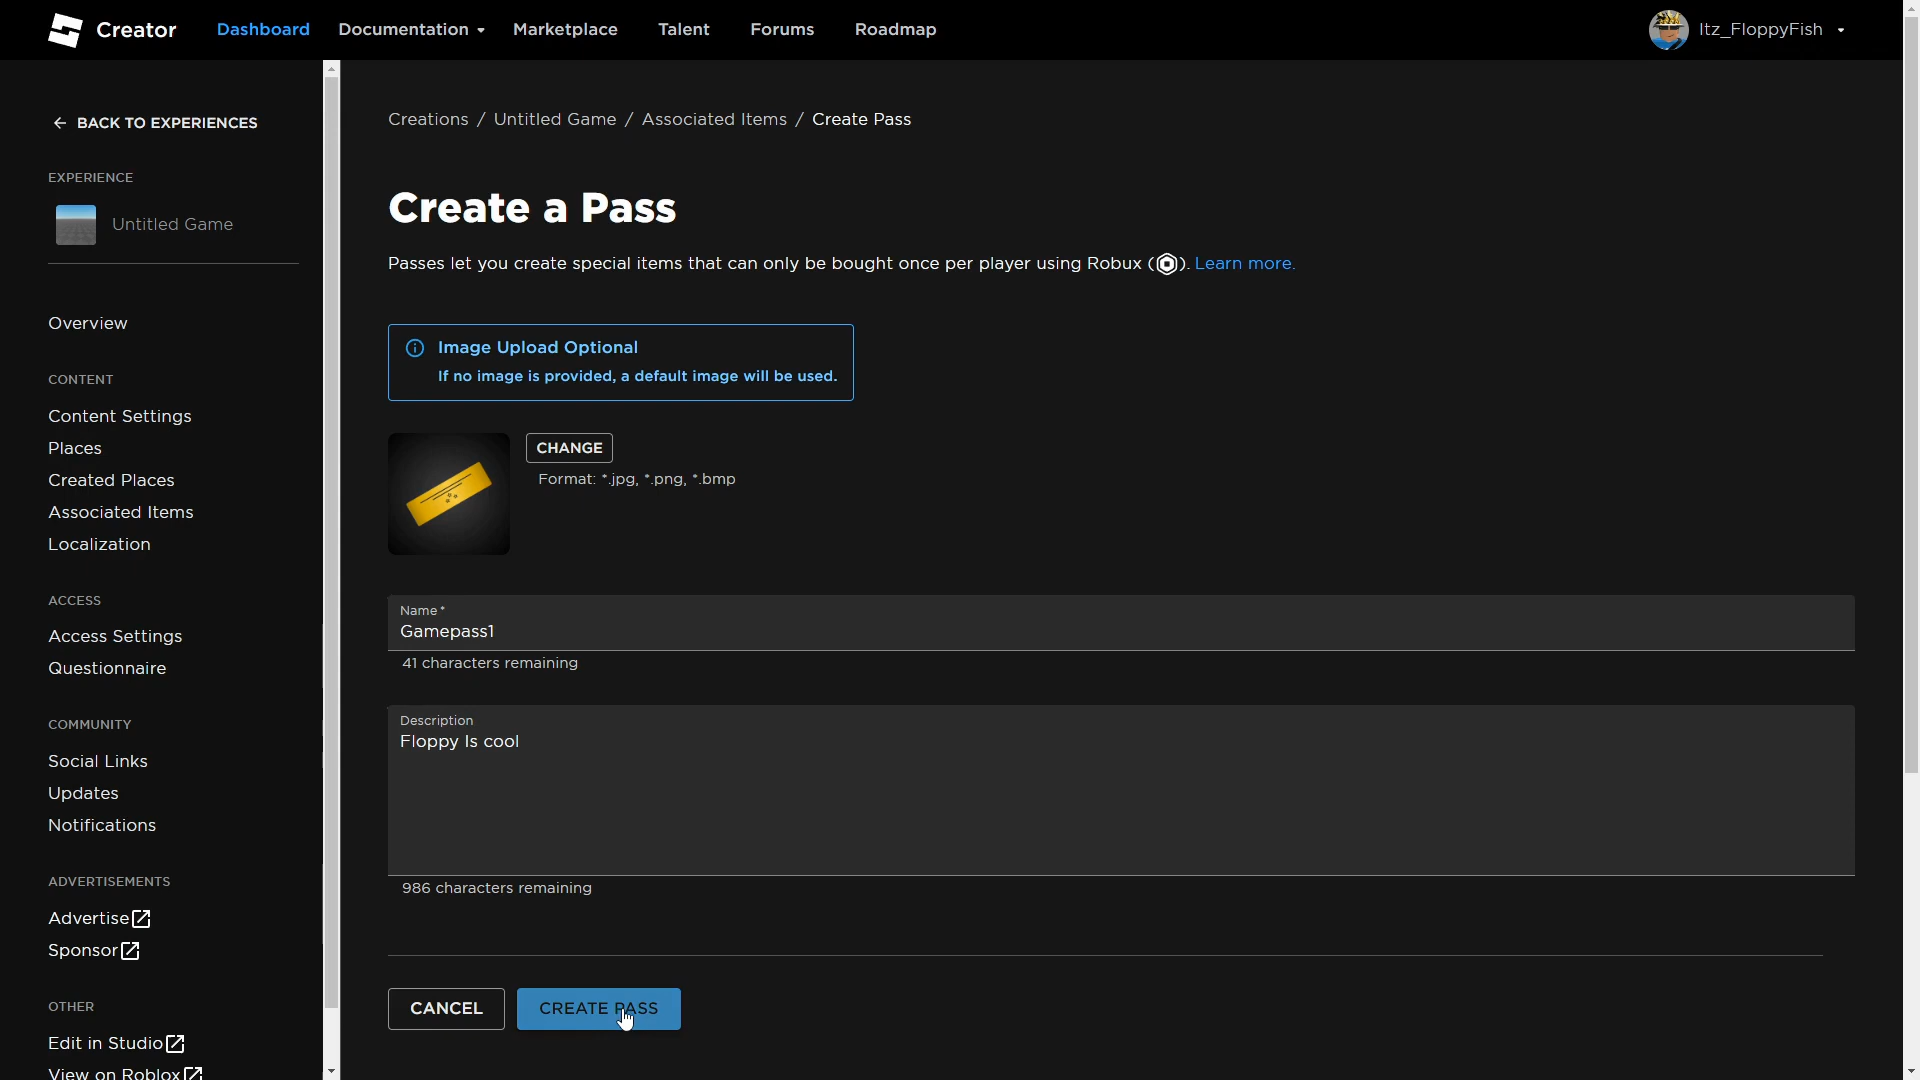 Creator
Dashboard
Documentation
Marketplace
Talent
Forums
Roadmap
Itz_FloppyFish
BACK TO EXPERIENCES
EXPERIENCE
Untitled Game
Overview
CONTENT
Content Settings
Places
Created Places
Associated Items
Localization
ACCESS
Access Settings
Questionnaire
COMMUNITY
Social Links
Updates
Notifications
ADVERTISEMENTS
Advertise
Sponsor
OTHER
Edit in Studio
View on Roblox
Creations / Untitled Game / Associated Items / Create Pass
Create a Pass
Passes let you create special items that can only be bought once per player using Robux ( ). Learn more.
Image Upload Optional
If no image is provided, a default image will be used.
CHANGE
Format: *.jpg, *.png, *.bmp
Name*
Gamepass1
41 characters remaining
Description
Floppy Is cool
986 characters remaining
CANCEL
CREATE PASS